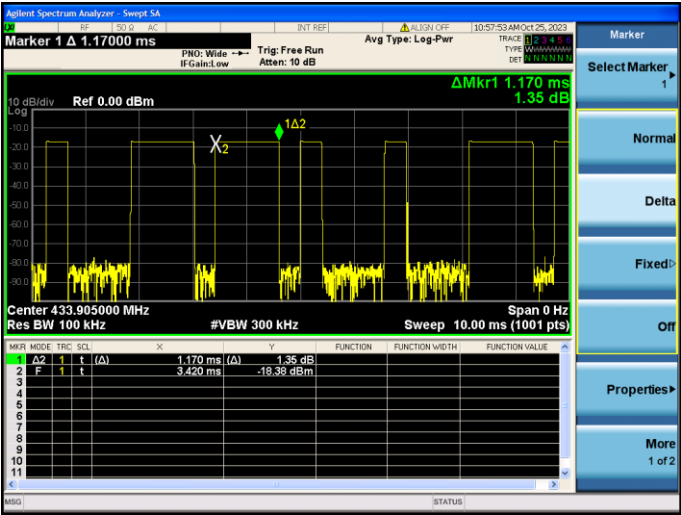 Agilent Spectrum Analyzer - Swept SA
RF 50 Ω AC INT REF ALIGN OFF 10:57:53 AM Oct 25, 2023
Marker 1 Δ 1.17000 ms
PNO: Wide
IFGain:Low
Trig: Free Run
Atten: 10 dB
Avg Type: Log-Pwr
TRACE 1 2 3 4 5 6
TYPE
DET N N N N N N
ΔMkr1 1.170 ms
1.35 dB
10 dB/div Ref 0.00 dBm
Log
-10.0
-20.0
-30.0
-40.0
-50.0
-60.0
-70.0
-80.0
-90.0
X2
1Δ2
Center 433.905000 MHz Span 0 Hz
Res BW 100 kHz #VBW 300 kHz Sweep 10.00 ms (1001 pts)
MKR MODE TRC SCL X Y FUNCTION FUNCTION WIDTH FUNCTION VALUE
1 Δ2 1 t (Δ) 1.170 ms (Δ) 1.35 dB
2 F 1 t 3.420 ms -18.38 dBm
3
4
5
6
7
8
9
10
11
MSG STATUS
Marker
Select Marker
1
Normal
Delta
Fixed
Off
Properties
More
1 of 2